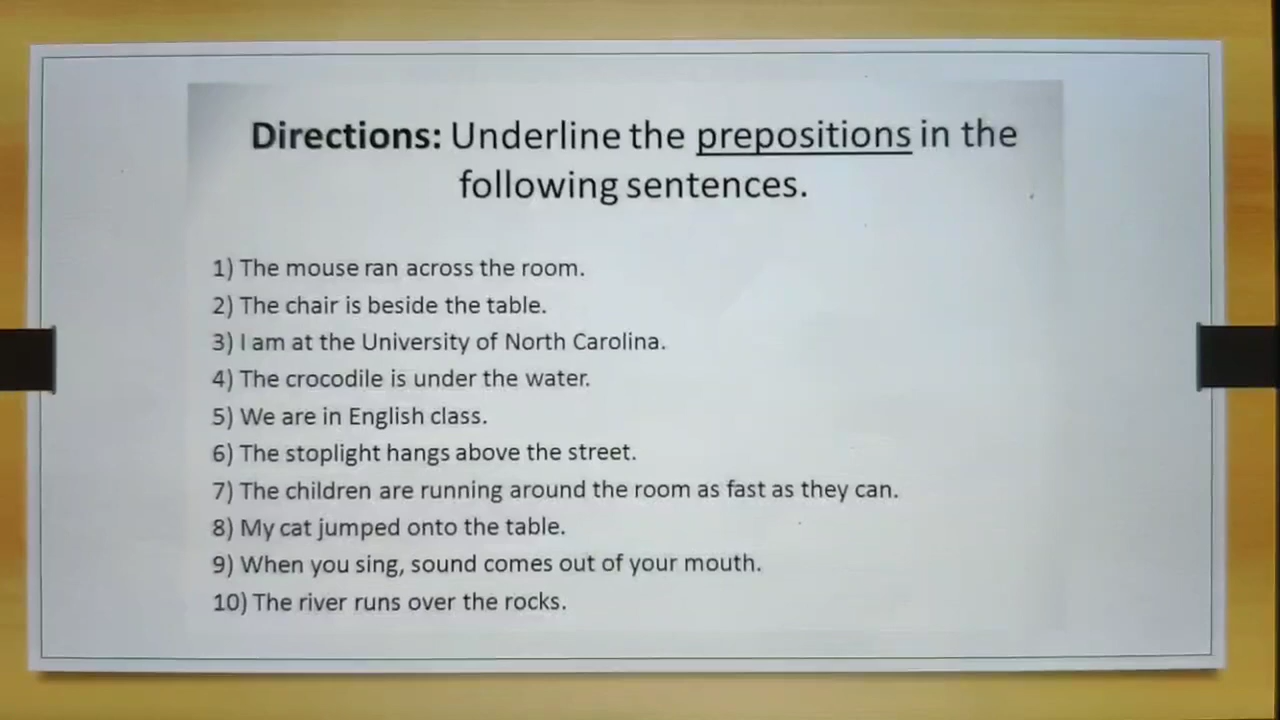 Directions: Underline the prepositions in the
following sentences.
1) The mouse ran across the room.
2) The chair is beside the table.
3) I am at the University of North Carolina.
4) The crocodile is under the water.
5) We are in English class.
6) The stoplight hangs above the street.
7) The children are running around the room as fast as they can.
8) My cat jumped onto the table.
9) When you sing, sound comes out of your mouth.
10) The river runs over the rocks.